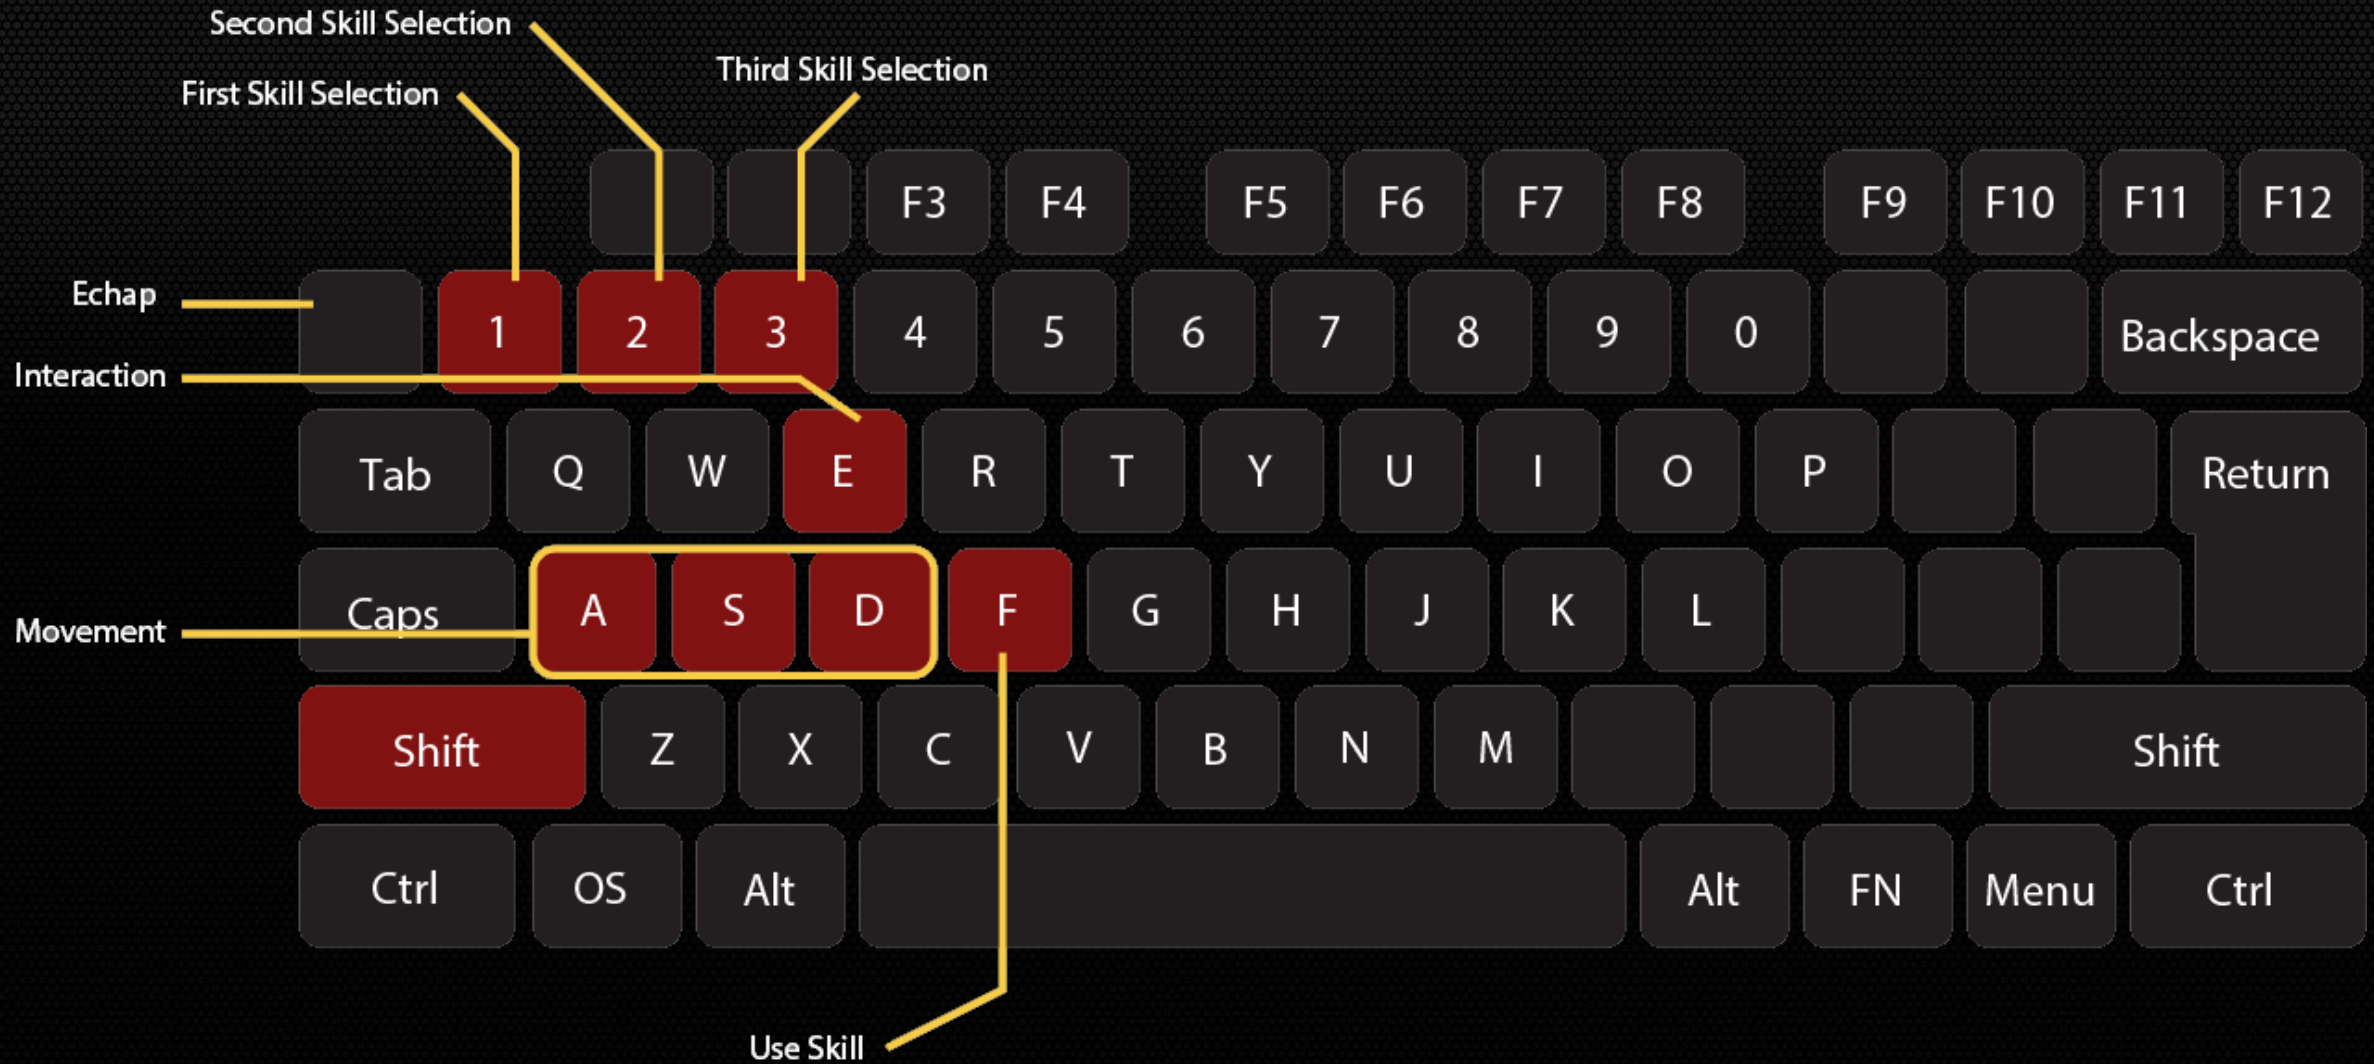 Second Skill Selection
Third Skill Selection
First Skill Selection
F3 F4 F5 F6 F7 F8 F9 F10 F11 F12
Echap
1 2 3 4 5 6 7 8 9 0 Backspace
Interaction
Tab Q W E R T Y U I O P Return
Caps A S D F G H J K L
Movement
Shift Z X C V B N M Shift
Ctrl OS Alt Alt FN Menu Ctrl
Use Skill